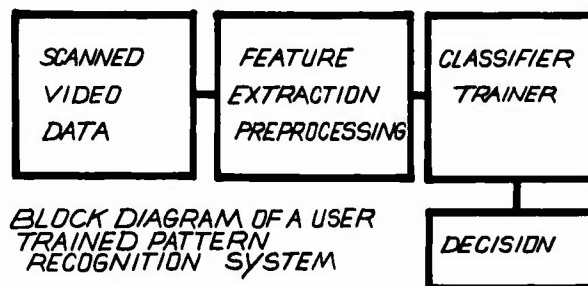 SCANNED
VIDEO
DATA
FEATURE
EXTRACTION
PREPROCESSING
CLASSIFIER
TRAINER
DECISION
BLOCK DIAGRAM OF A USER
TRAINED PATTERN
RECOGNITION SYSTEM